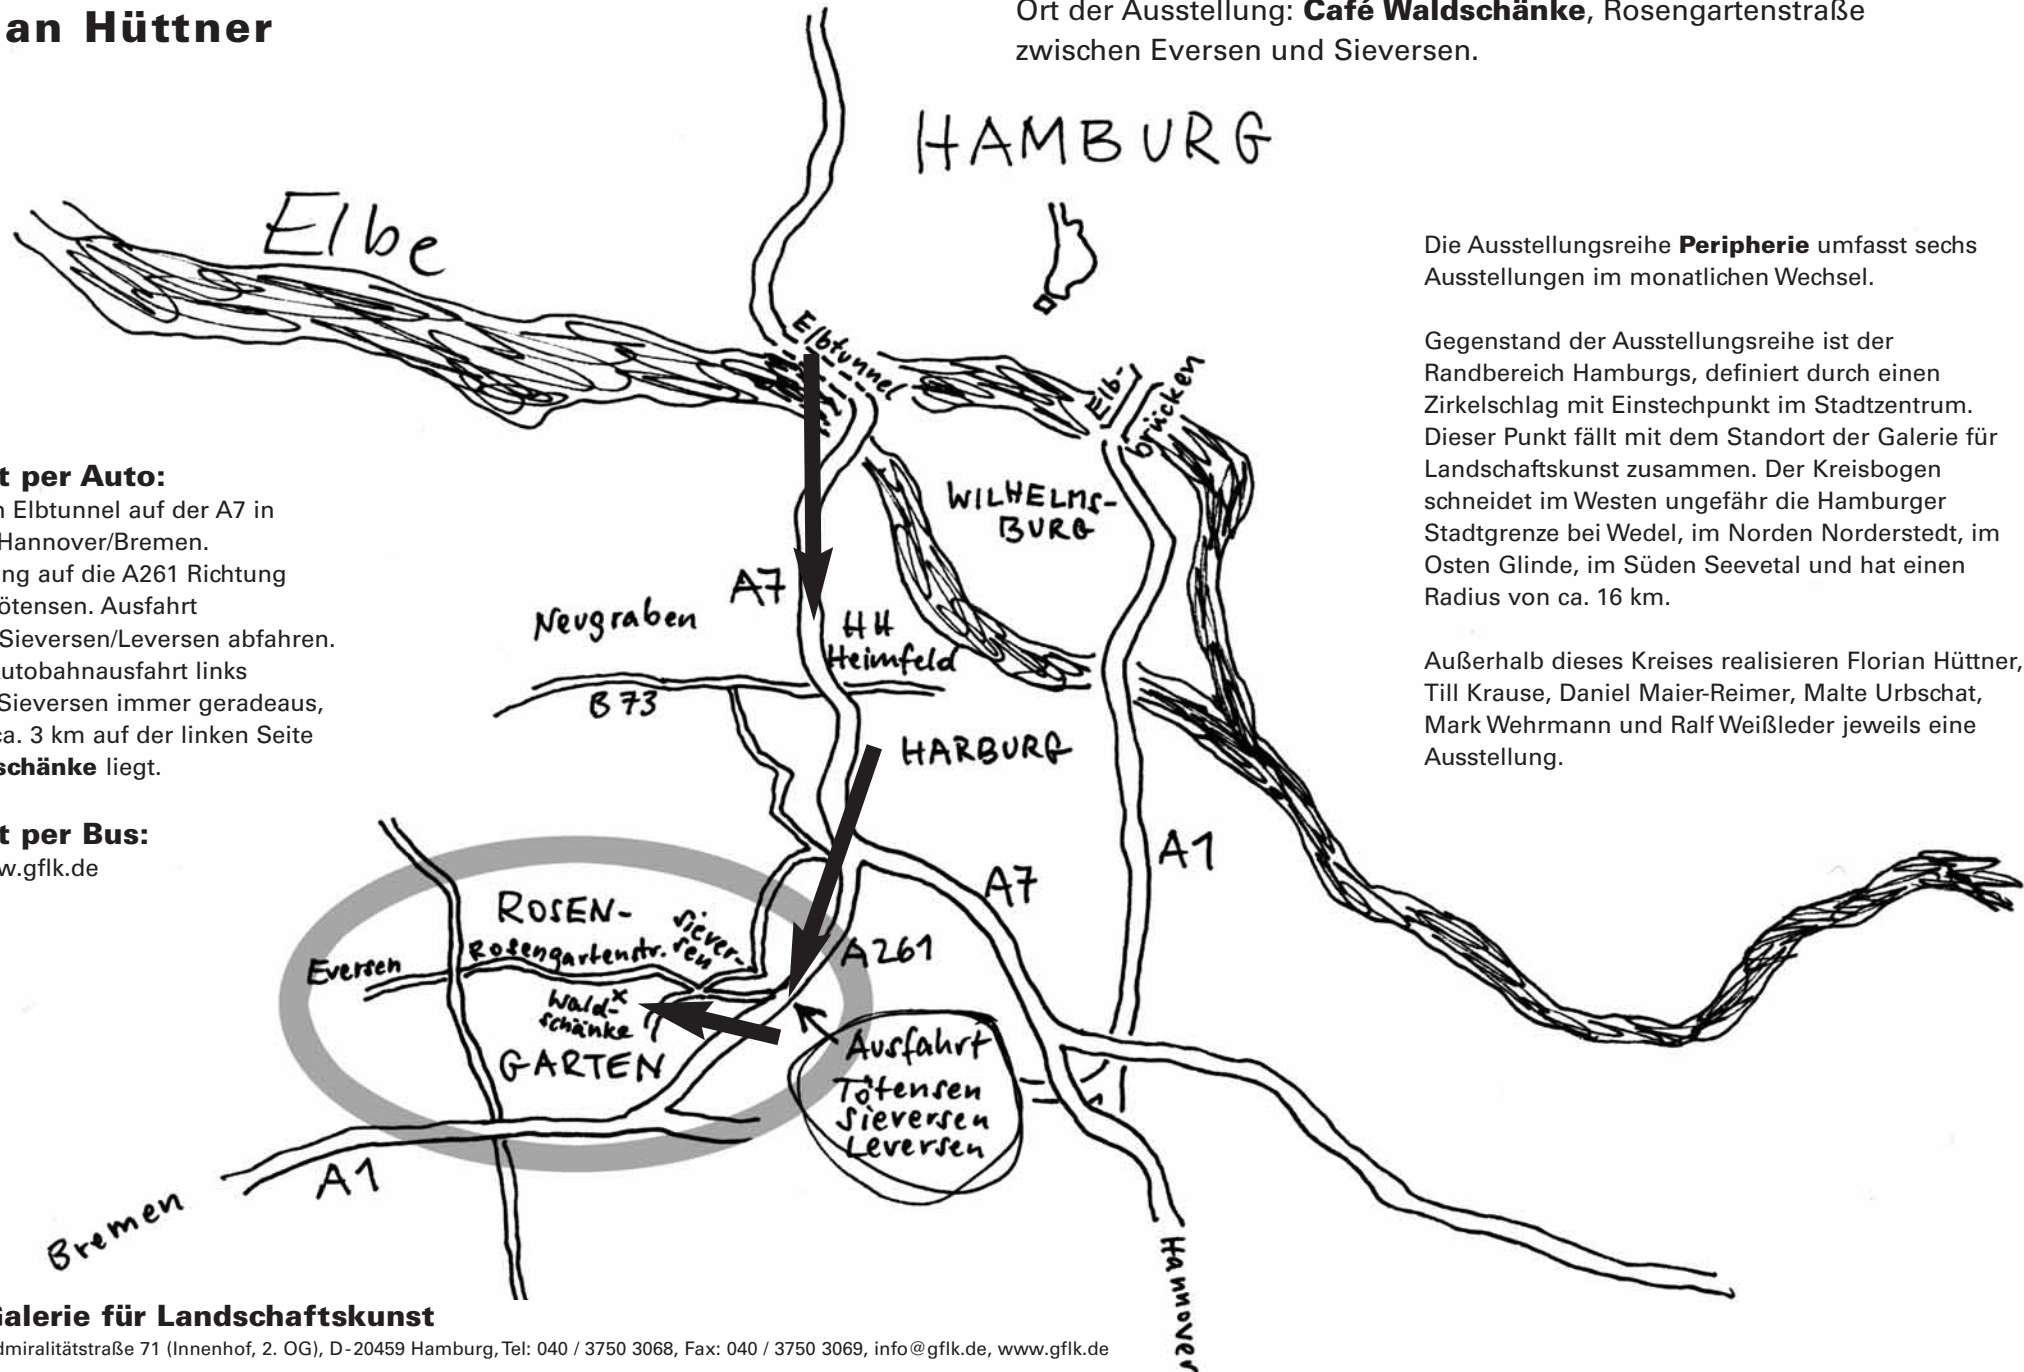 an Hüttner
Ort der Ausstellung: Café Waldschänke, Rosengartenstraße
zwischen Eversen und Sieversen.
HAMBURG
Elbe
Elbtunnel
Elb-
brücken
WILHELMS-
BURG
A7
Neugraben
HH
Heimfeld
B 73
HARBURG
A7
A1
ROSEN-
Siever-
sen
Rosengartenstr.
Eversen
A261
Wald-
schänke
x
GARTEN
Ausfahrt
Tötensen
Sieversen
Leversen
A1
Bremen
Hannover
Die Ausstellungsreihe Peripherie umfasst sechs
Ausstellungen im monatlichen Wechsel.
Gegenstand der Ausstellungsreihe ist der
Randbereich Hamburgs, definiert durch einen
Zirkelschlag mit Einstechpunkt im Stadtzentrum.
Dieser Punkt fällt mit dem Standort der Galerie für
Landschaftskunst zusammen. Der Kreisbogen
schneidet im Westen ungefähr die Hamburger
Stadtgrenze bei Wedel, im Norden Norderstedt, im
Osten Glinde, im Süden Seevetal und hat einen
Radius von ca. 16 km.
Außerhalb dieses Kreises realisieren Florian Hüttner,
Till Krause, Daniel Maier-Reimer, Malte Urbschat,
Mark Wehrmann und Ralf Weißleder jeweils eine
Ausstellung.
t per Auto:
n Elbtunnel auf der A7 in
Hannover/Bremen.
ng auf die A261 Richtung
ötensen. Ausfahrt
Sieversen/Leversen abfahren.
utobahnausfahrt links
Sieversen immer geradeaus,
ca. 3 km auf der linken Seite
schänke liegt.
t per Bus:
w.gflk.de
Galerie für Landschaftskunst
dmiralitätstraße 71 (Innenhof, 2. OG), D-20459 Hamburg, Tel: 040 / 3750 3068, Fax: 040 / 3750 3069, info@gflk.de, www.gflk.de